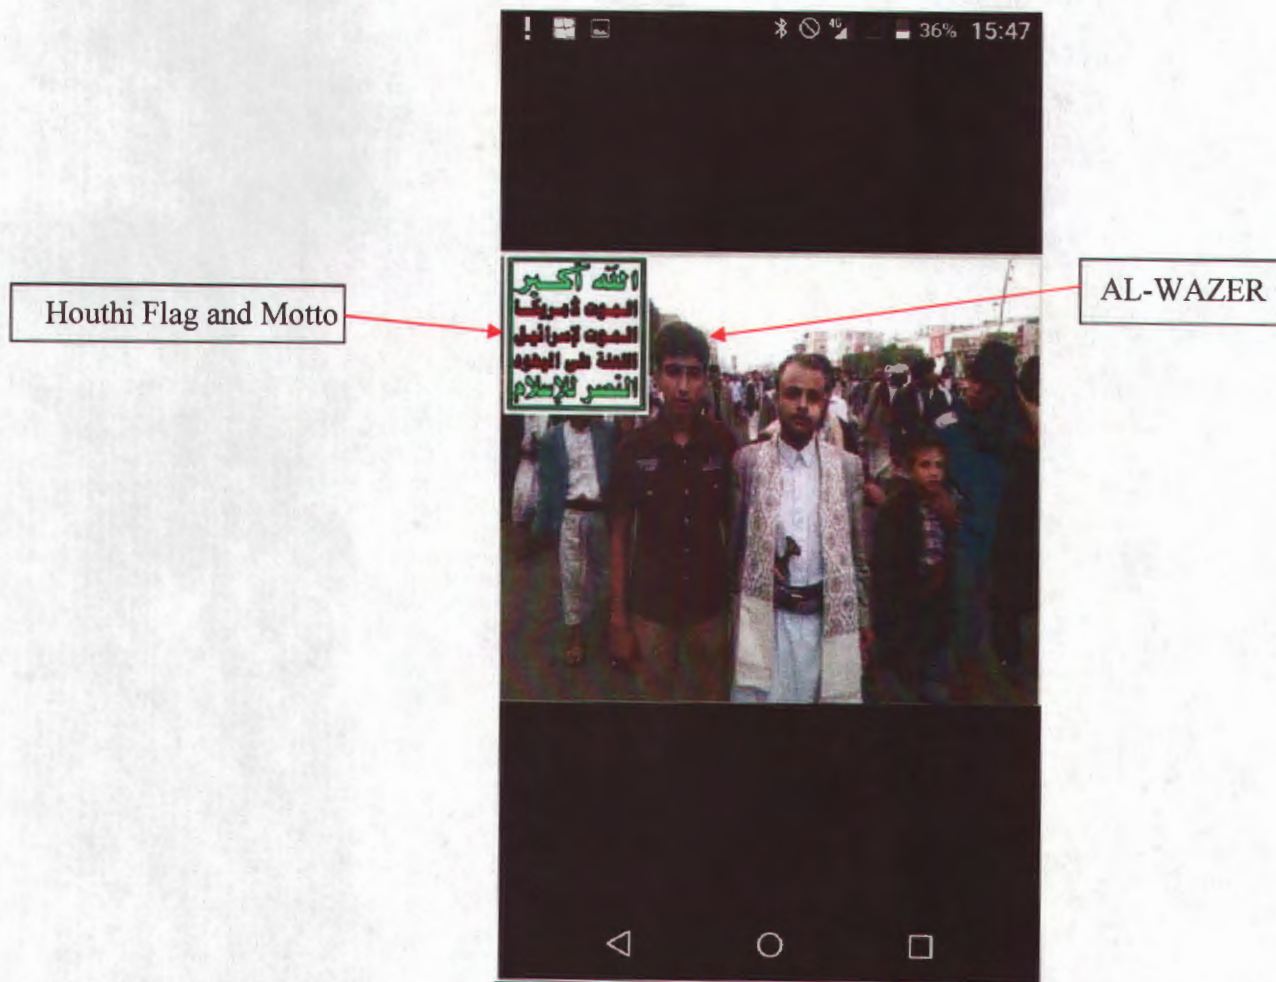 36% 15:47
Houthi Flag and Motto
الله أكبر
الموت لأمريكا
الموت لإسرائيل
اللعنة على اليهود
النصر للإسلام
AL-WAZER